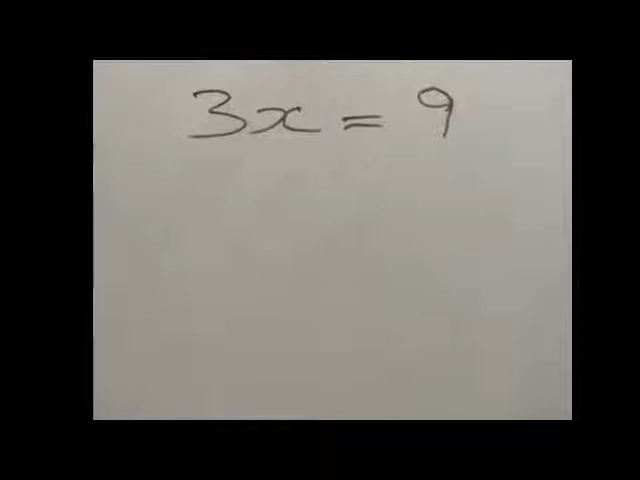 3x = 9